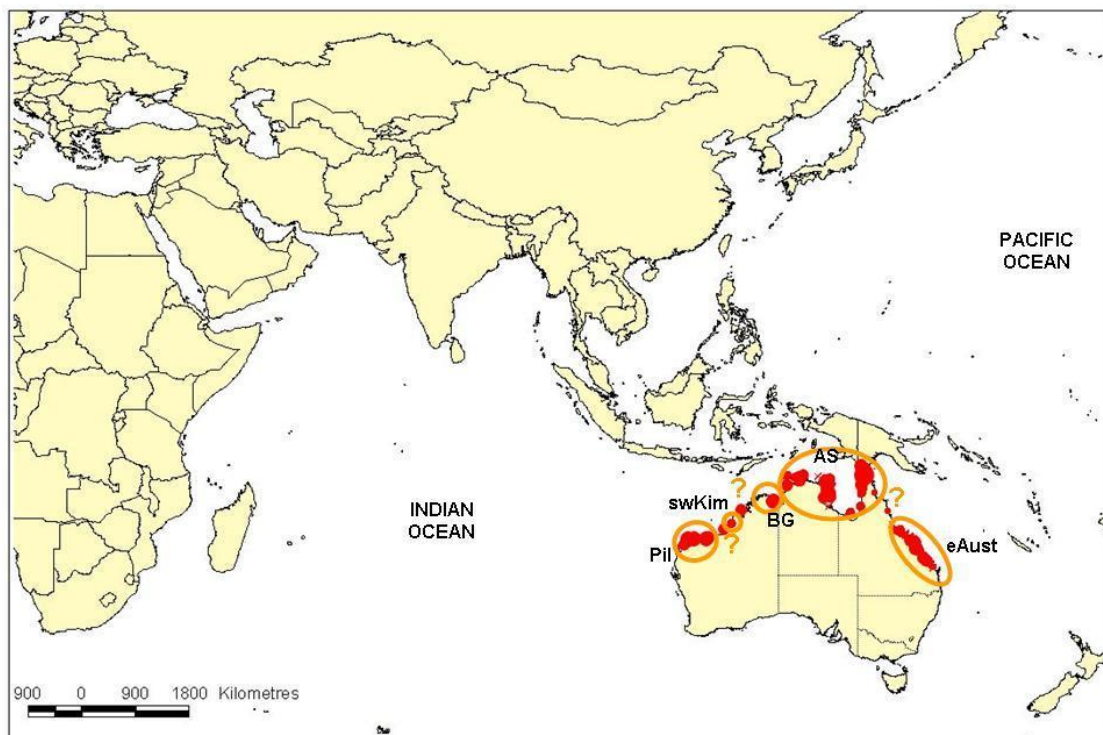 PACIFIC
OCEAN
AS
?
swKim
?
INDIAN
OCEAN
BG
?
Pil
eAust
900 0 900 1800 Kilometres